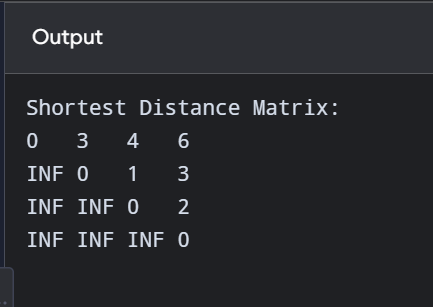 Output
Shortest Distance Matrix:
0   3   4   6
INF 0   1   3
INF INF 0   2
INF INF INF 0